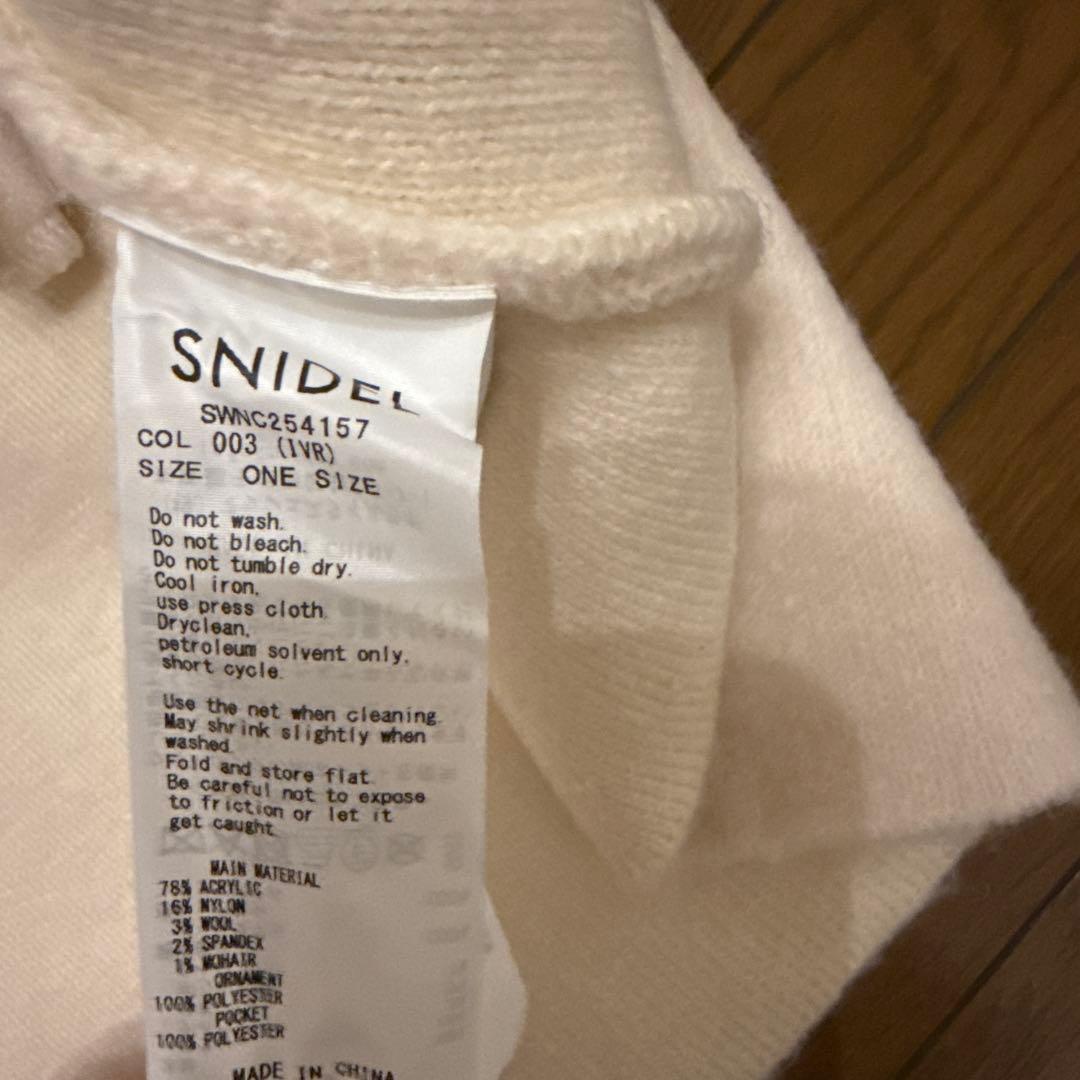 SNIDEL
SWNC254157
COL 003 (IVR)
SIZE ONE SIZE
Do not wash.
Do not bleach.
Do not tumble dry.
Cool iron,
use press cloth.
Dryclean,
petroleum solvent only,
short cycle.
Use the net when cleaning.
May shrink slightly when
washed.
Fold and store flat.
Be careful not to expose
to friction or let it
get caught.
MAIN MATERIAL
78% ACRYLIC
16% NYLON
3% WOOL
2% SPANDEX
1% MOHAIR
ORNAMENT
100% POLYESTER
POCKET
100% POLYESTER
MADE IN CHINA